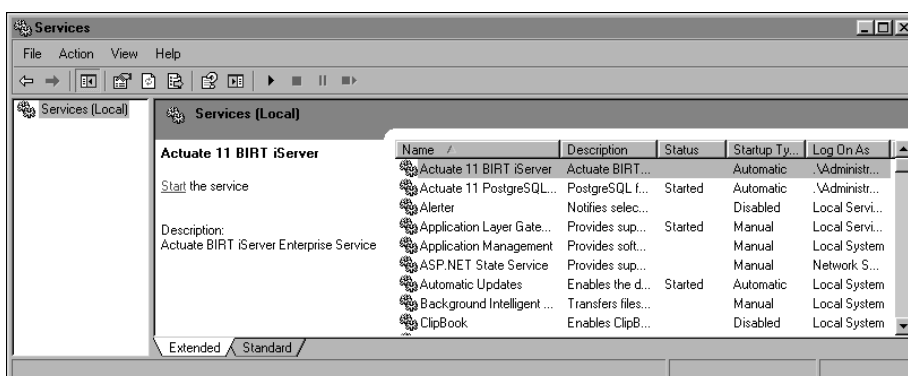 Services
File Action View Help
Services (Local)
Services (Local)
Actuate 11 BIRT iServer
Start the service
Description:
Actuate BIRT iServer Enterprise Service
Name Description Status Startup Ty... Log On As
Actuate 11 BIRT iServer Actuate BIRT... Automatic .\Administr...
Actuate 11 PostgreSQL... PostgreSQL f... Started Automatic .\Administr...
Alerter Notifies selec... Disabled Local Servi...
Application Layer Gate... Provides sup... Started Manual Local Servi...
Application Management Provides soft... Manual Local System
ASP.NET State Service Provides sup... Manual Network S...
Automatic Updates Enables the d... Started Automatic Local System
Background Intelligent ... Transfers files... Manual Local System
ClipBook Enables ClipB... Disabled Local System
Extended Standard